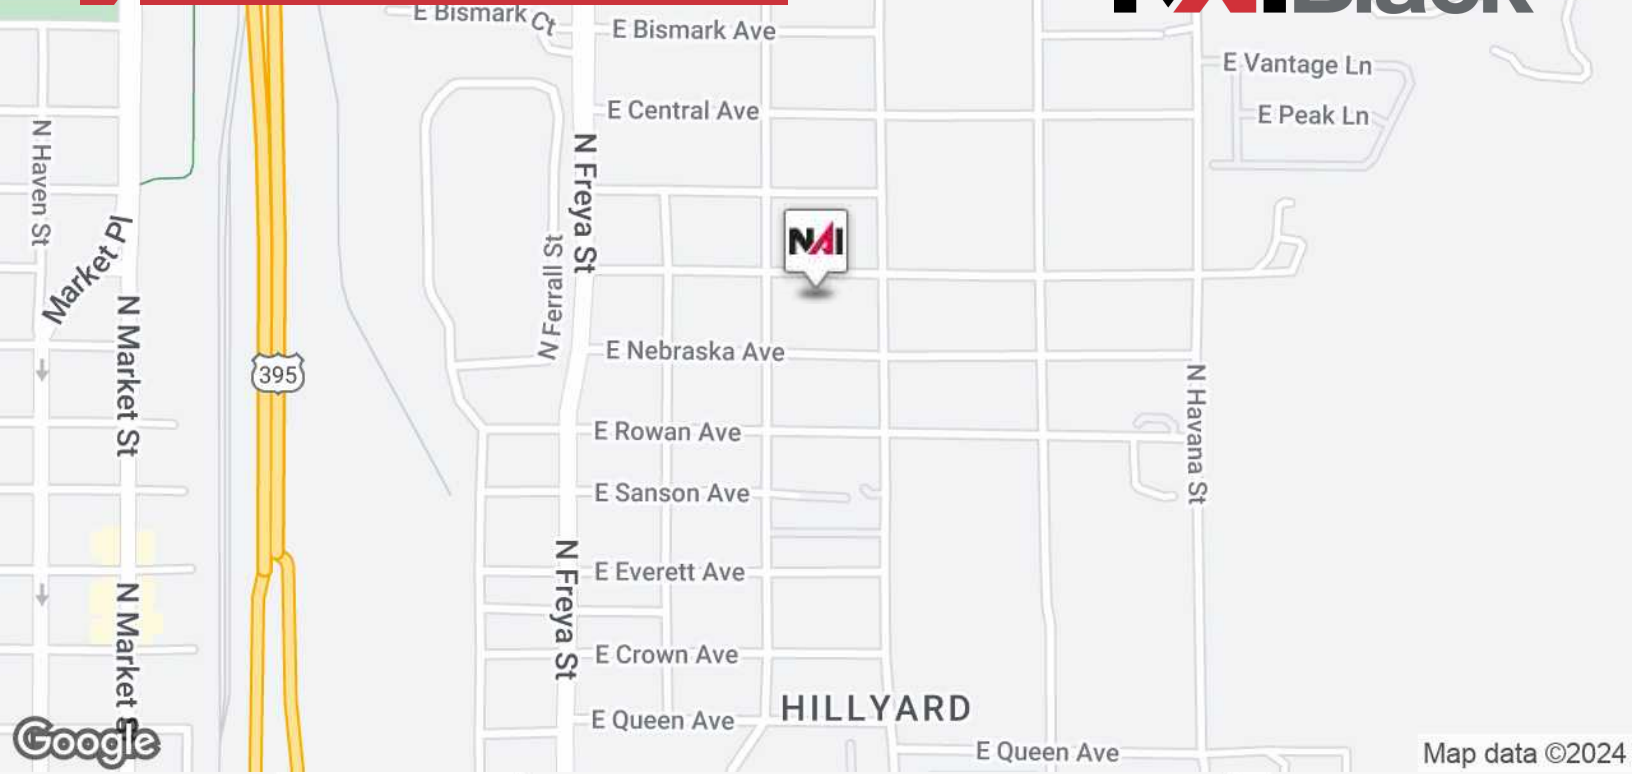 NAIBlack
E Bismark Ct
E Bismark Ave
E Vantage Ln
E Central Ave
E Peak Ln
N Haven St
N Freya St
Market Pl
NAI
N Ferrall St
N Market St
E Nebraska Ave
395
N Havana St
E Rowan Ave
E Sanson Ave
N Freya St
E Everett Ave
N Market S
E Crown Ave
HILLYARD
E Queen Ave
Google
E Queen Ave
Map data ©2024